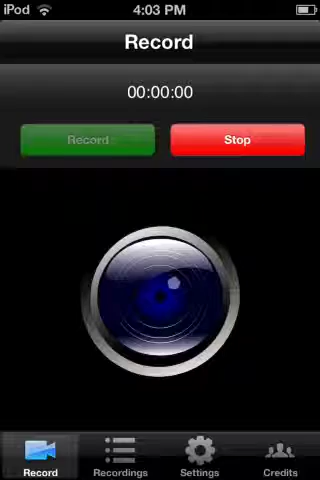 iPod 4:03 PM
Record
00:00:00
Record Stop
Record Recordings Settings Credits